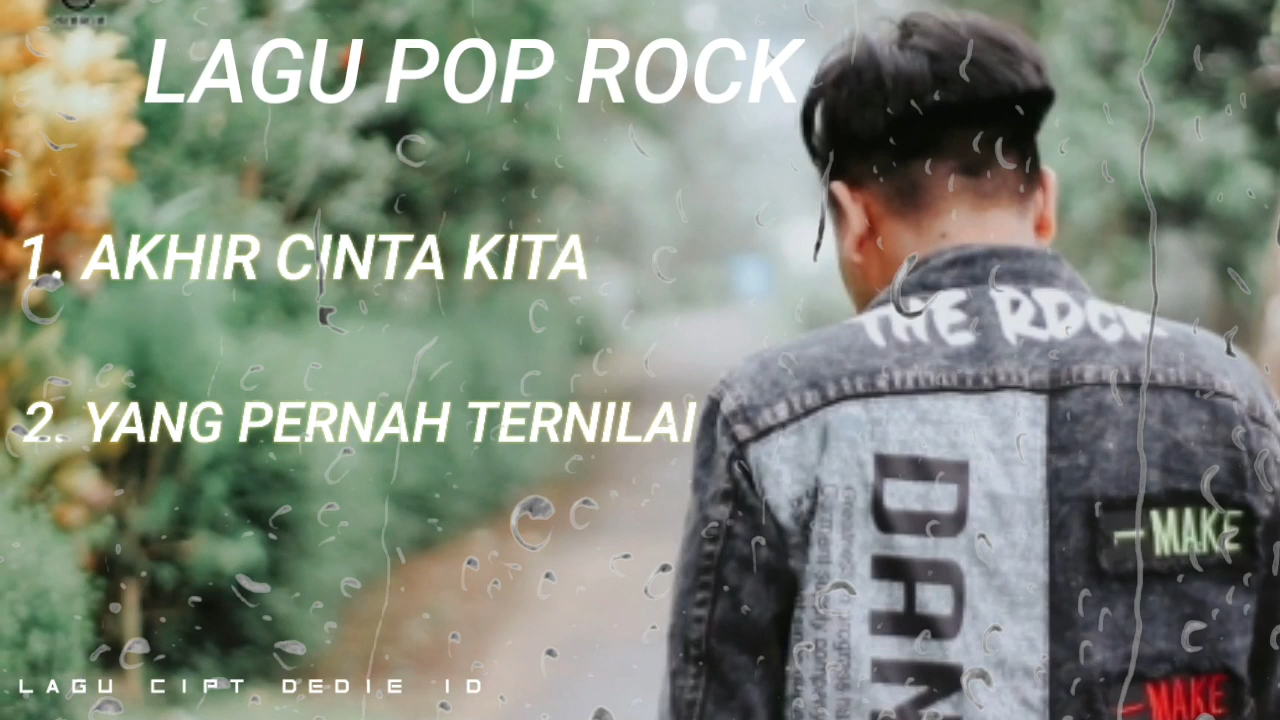 LAGU POP ROCK
1. AKHIR CINTA KITA
2. YANG PERNAH TERNILAI
THE ROCK
DAN
— MAKE
— MAKE
LAGU CIPT DEDIE ID